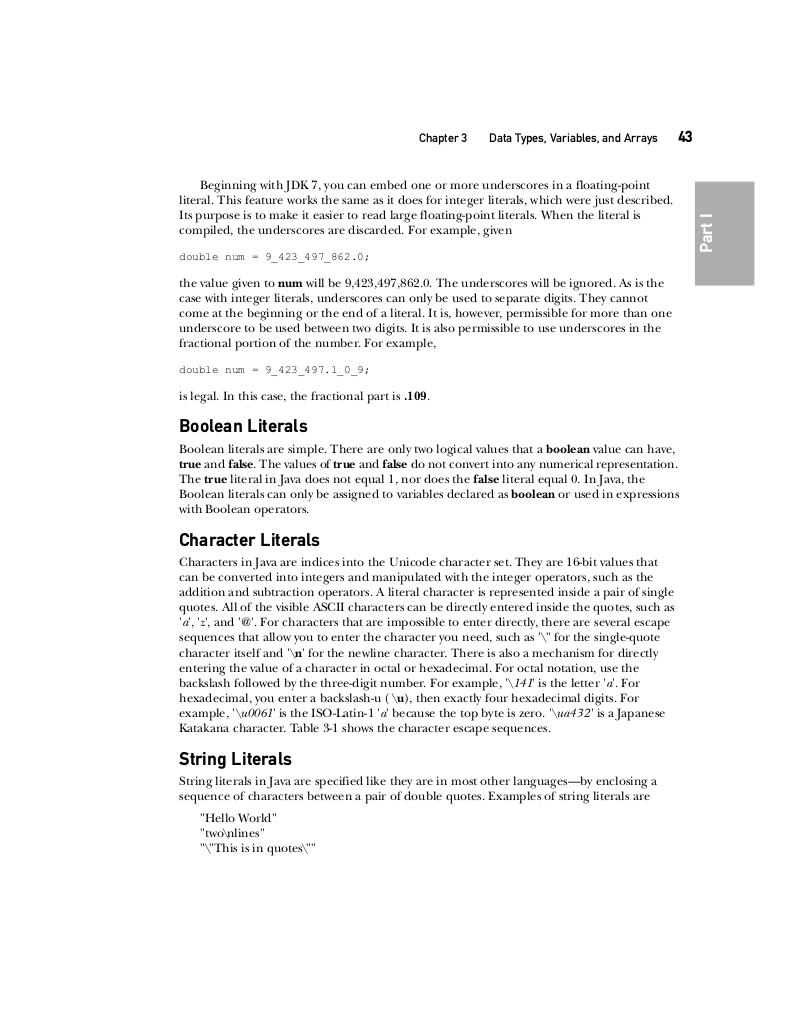 Chapter 3 Data Types, Variables, and Arrays 43
Part I
Beginning with JDK 7, you can embed one or more underscores in a floating-point
literal. This feature works the same as it does for integer literals, which were just described.
Its purpose is to make it easier to read large floating-point literals. When the literal is
compiled, the underscores are discarded. For example, given
double num = 9_423_497_862.0;
the value given to num will be 9,423,497,862.0. The underscores will be ignored. As is the
case with integer literals, underscores can only be used to separate digits. They cannot
come at the beginning or the end of a literal. It is, however, permissible for more than one
underscore to be used between two digits. It is also permissible to use underscores in the
fractional portion of the number. For example,
double num = 9_423_497.1_0_9;
is legal. In this case, the fractional part is .109.
Boolean Literals
Boolean literals are simple. There are only two logical values that a boolean value can have,
true and false. The values of true and false do not convert into any numerical representation.
The true literal in Java does not equal 1, nor does the false literal equal 0. In Java, the
Boolean literals can only be assigned to variables declared as boolean or used in expressions
with Boolean operators.
Character Literals
Characters in Java are indices into the Unicode character set. They are 16-bit values that
can be converted into integers and manipulated with the integer operators, such as the
addition and subtraction operators. A literal character is represented inside a pair of single
quotes. All of the visible ASCII characters can be directly entered inside the quotes, such as
'a', 'z', and '@'. For characters that are impossible to enter directly, there are several escape
sequences that allow you to enter the character you need, such as '\'' for the single-quote
character itself and '\n' for the newline character. There is also a mechanism for directly
entering the value of a character in octal or hexadecimal. For octal notation, use the
backslash followed by the three-digit number. For example, '\141' is the letter 'a'. For
hexadecimal, you enter a backslash-u (\u), then exactly four hexadecimal digits. For
example, '\u0061' is the ISO-Latin-1 'a' because the top byte is zero. '\ua432' is a Japanese
Katakana character. Table 3-1 shows the character escape sequences.
String Literals
String literals in Java are specified like they are in most other languages—by enclosing a
sequence of characters between a pair of double quotes. Examples of string literals are
"Hello World"
"two\nlines"
"\"This is in quotes\""